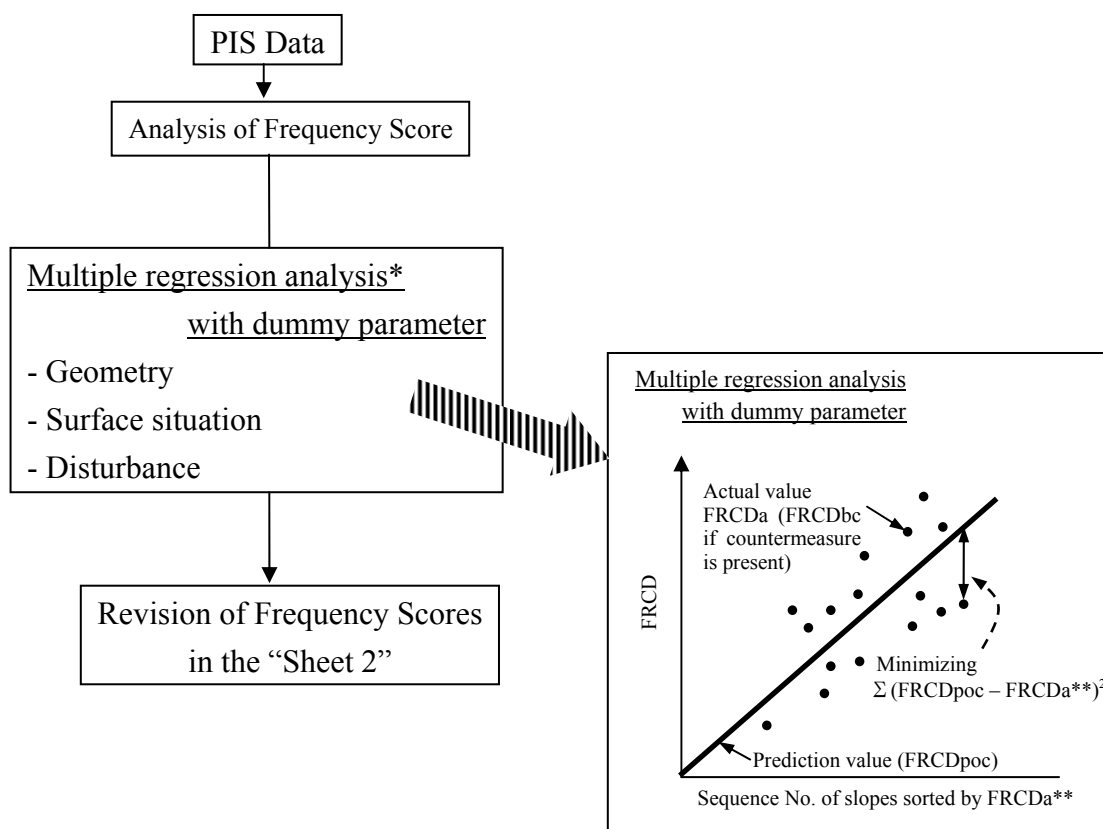 PIS Data
Analysis of Frequency Score
Multiple regression analysis*
with dummy parameter
- Geometry
- Surface situation
- Disturbance
Revision of Frequency Scores
in the “Sheet 2”
Multiple regression analysis
with dummy parameter
Actual value
FRCDa (FRCDbc
if countermeasure
is present)
FRCD
Minimizing
Σ (FRCDpoc – FRCDa**)²
Prediction value (FRCDpoc)
Sequence No. of slopes sorted by FRCDa**